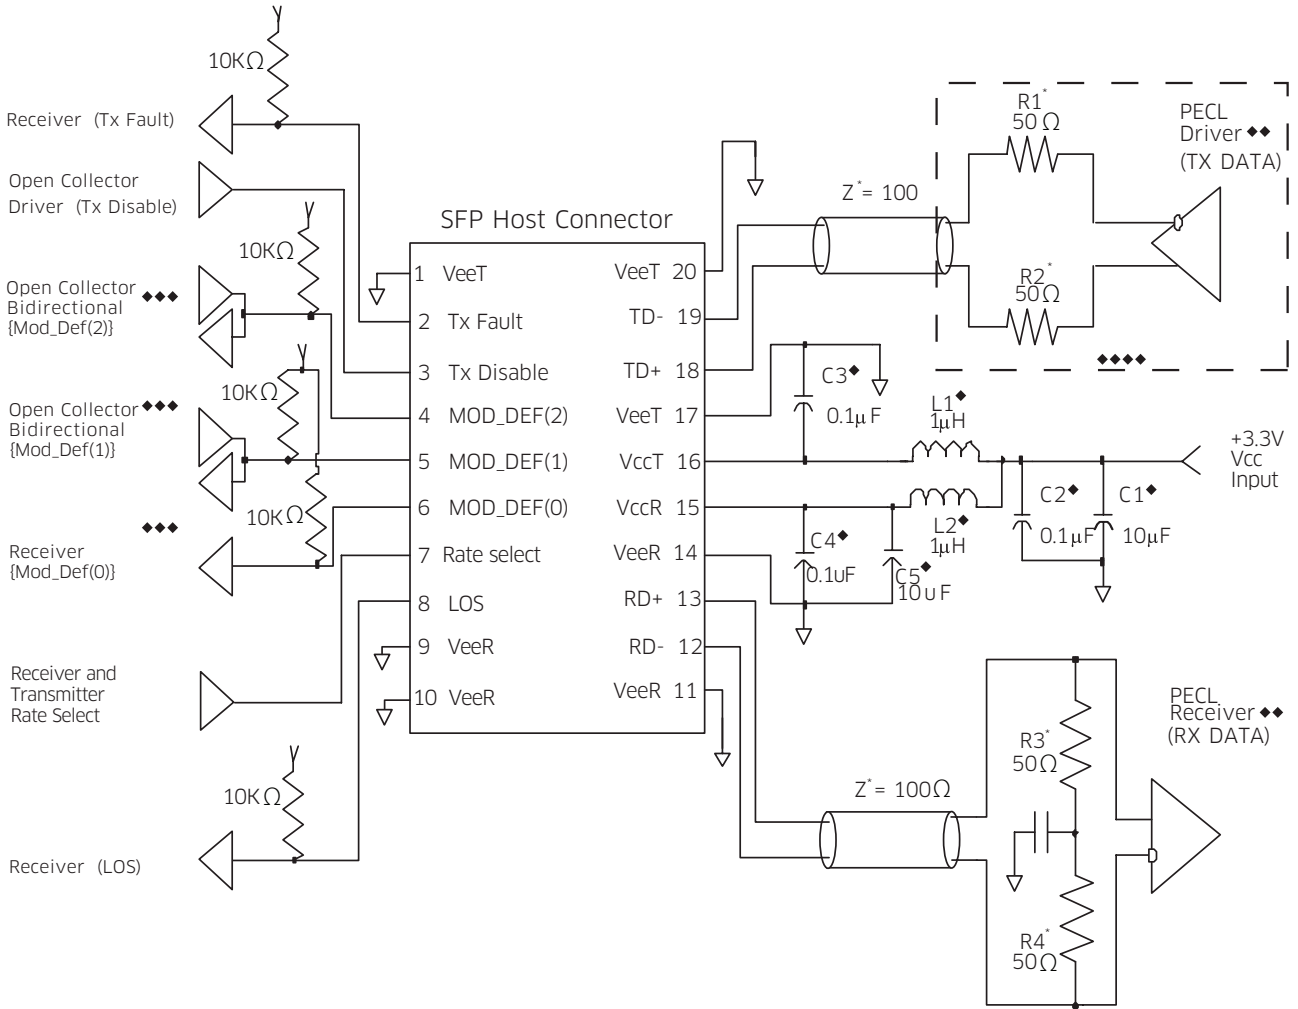 10KΩ
Receiver (Tx Fault)
Open Collector
Driver (Tx Disable)
10KΩ
Open Collector ◆◆◆
Bidirectional
{Mod_Def(2)}
10KΩ
Open Collector ◆◆◆
Bidirectional
{Mod_Def(1)}
10KΩ
◆◆◆
Receiver
{Mod_Def(0)}
Receiver and
Transmitter
Rate Select
10KΩ
Receiver (LOS)
SFP Host Connector
1 VeeT
2 Tx Fault
3 Tx Disable
4 MOD_DEF(2)
5 MOD_DEF(1)
6 MOD_DEF(0)
7 Rate select
8 LOS
9 VeeR
10 VeeR
VeeT 20
TD- 19
TD+ 18
VeeT 17
VccT 16
VccR 15
VeeR 14
RD+ 13
RD- 12
VeeR 11
Z*= 100
R1*
50Ω
R2*
50Ω
◆◆◆◆
PECL
Driver ◆◆
(TX DATA)
C3◆
0.1μF
L1◆
1μH
L2◆
1μH
C4◆
0.1uF
C5◆
10uF
C2◆
0.1μF
C1◆
10μF
+3.3V
Vcc
Input
Z*= 100Ω
R3*
50Ω
R4*
50Ω
PECL
Receiver ◆◆
(RX DATA)